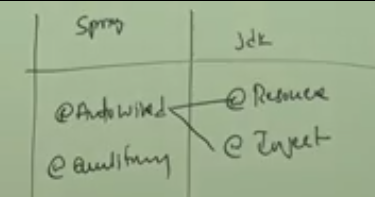 Spring
Jdk
@Autowired
@Resource
@Inject
@Qualifier